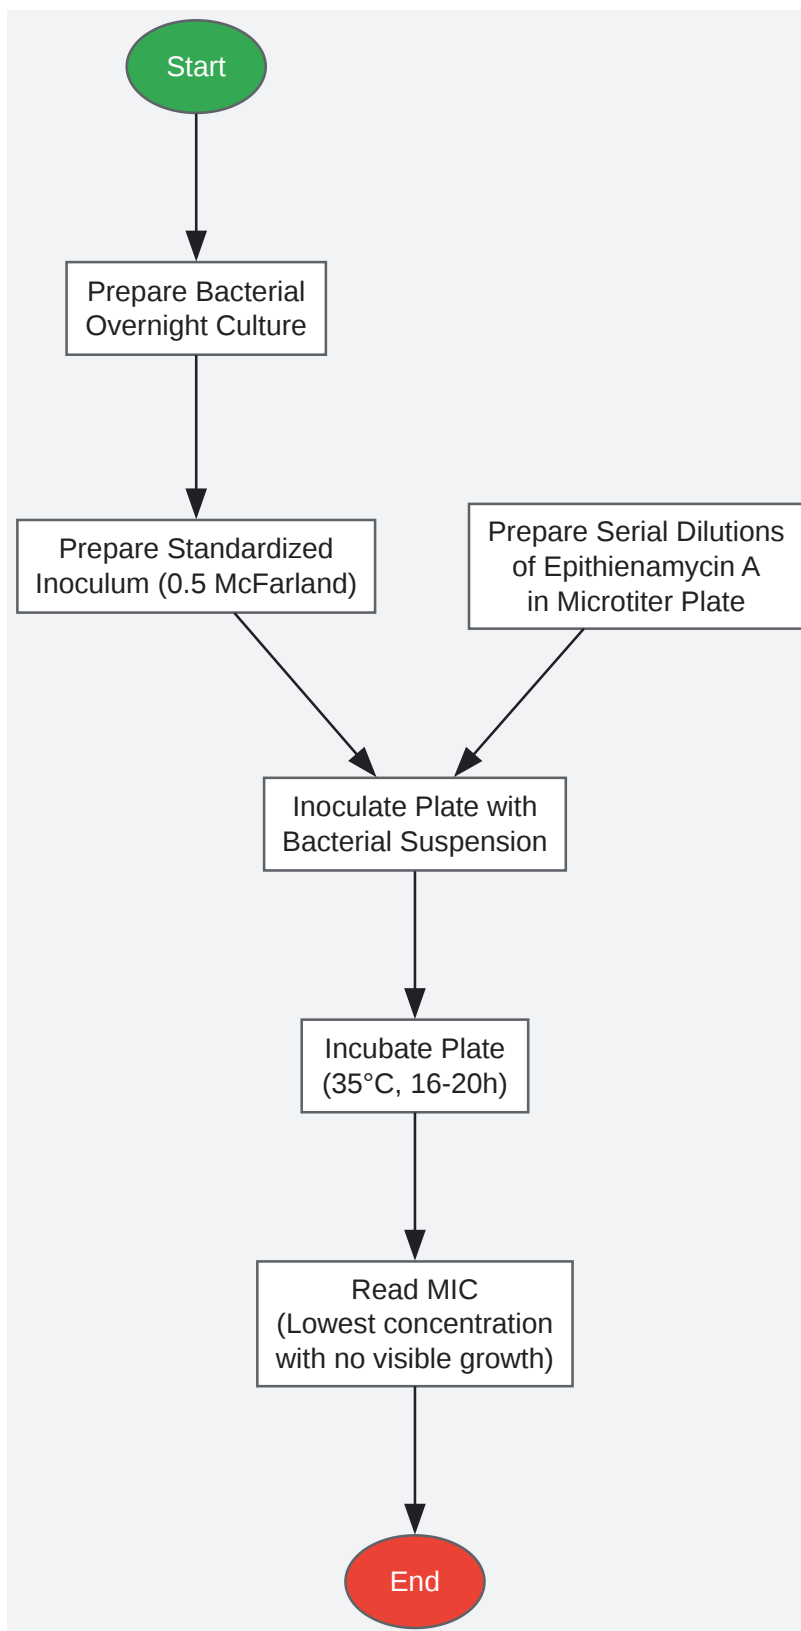 Start
Prepare Bacterial
Overnight Culture
Prepare Standardized
Inoculum (0.5 McFarland)
Prepare Serial Dilutions
of Epithienamycin A
in Microtiter Plate
Inoculate Plate with
Bacterial Suspension
Incubate Plate
(35°C, 16-20h)
Read MIC
(Lowest concentration
with no visible growth)
End